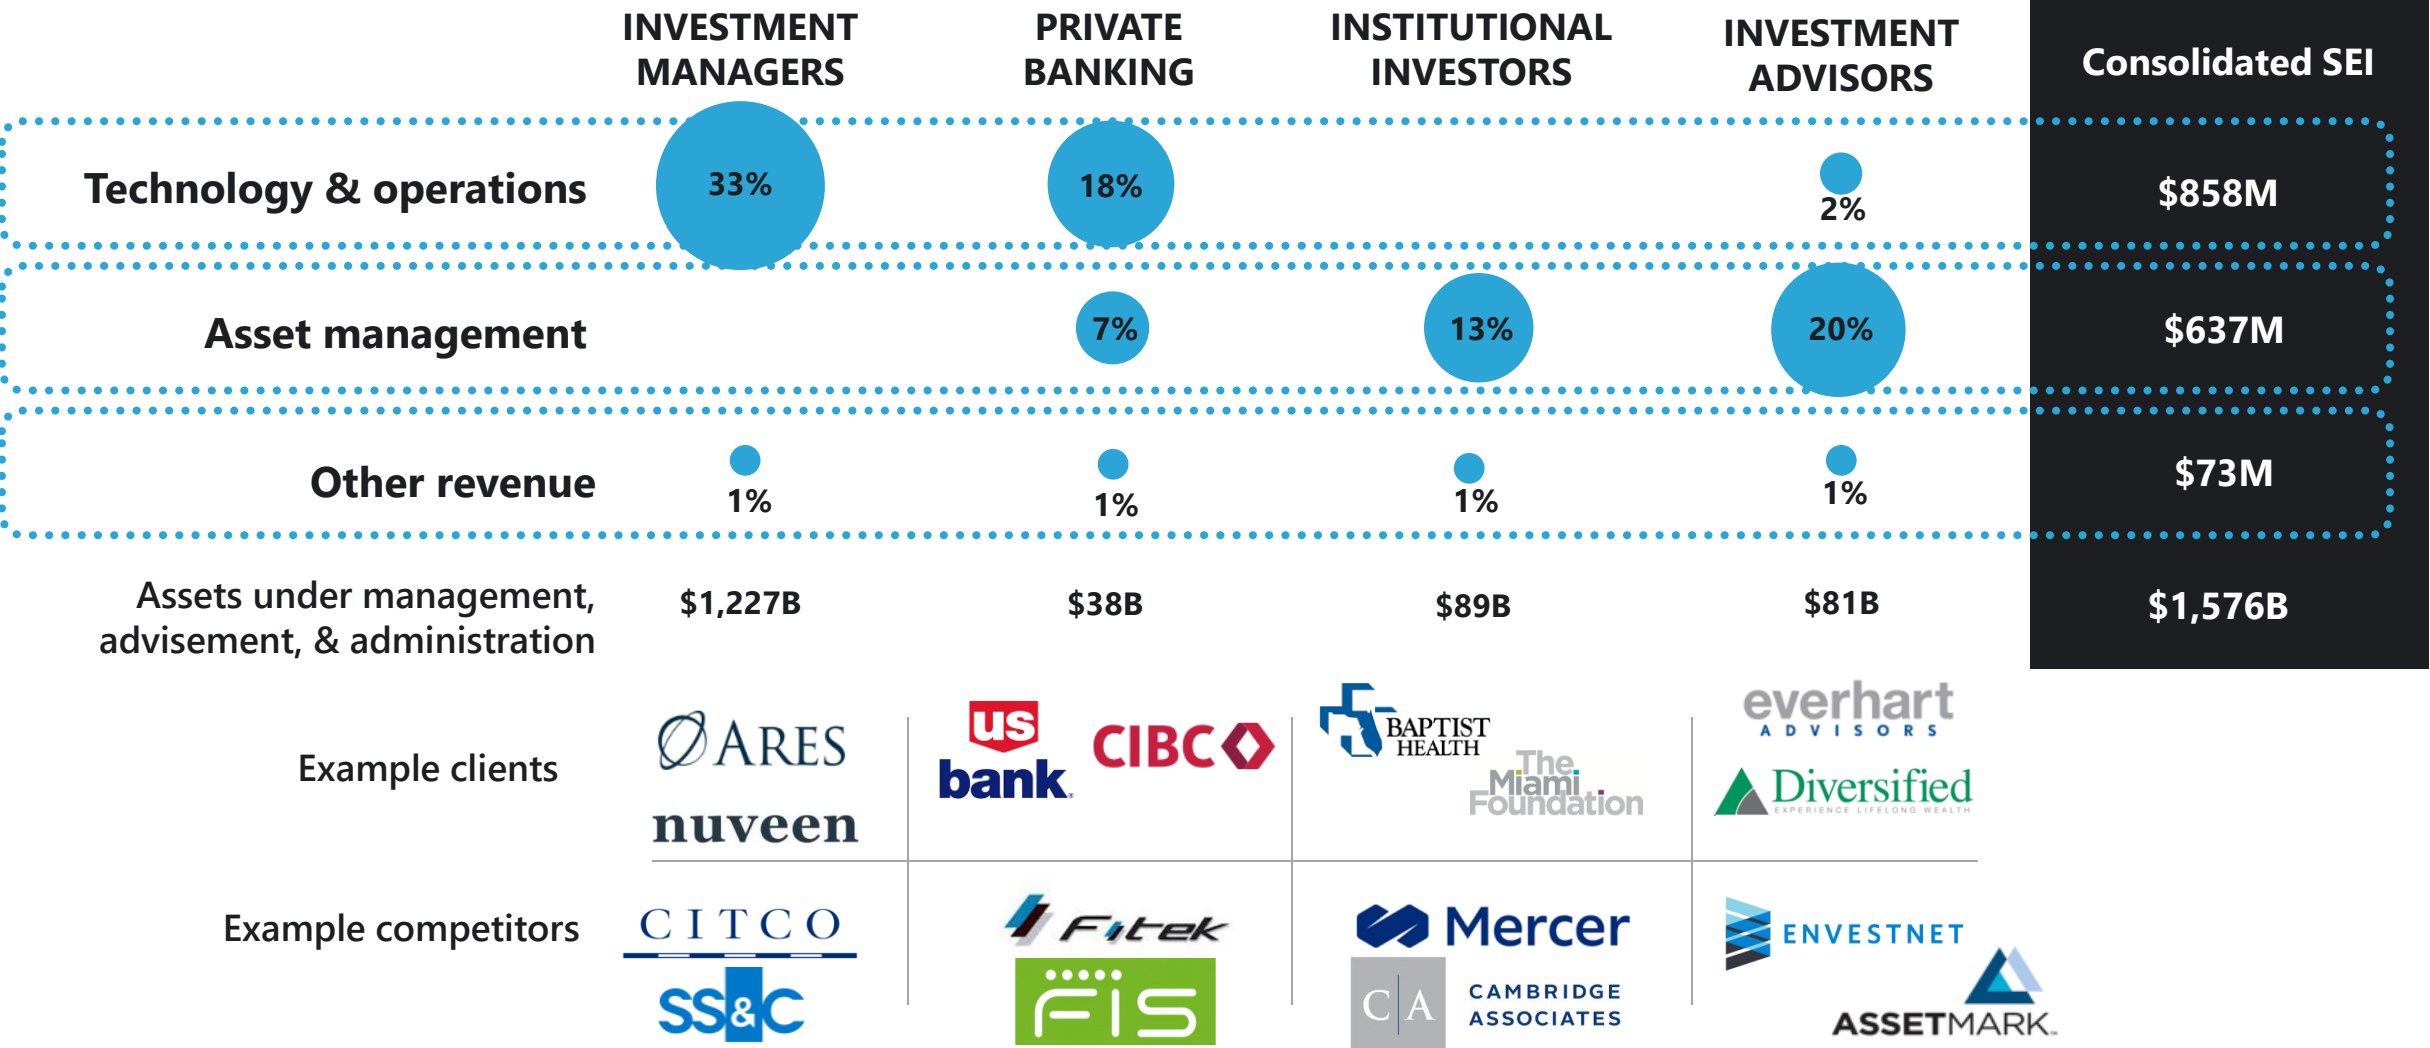 INVESTMENT
MANAGERS
PRIVATE
BANKING
INSTITUTIONAL
INVESTORS
INVESTMENT
ADVISORS
Consolidated SEI
Technology & operations
33%
18%
2%
$858M
Asset management
7%
13%
20%
$637M
Other revenue
1%
1%
1%
1%
$73M
Assets under management,
advisement, & administration
$1,227B
$38B
$89B
$81B
$1,576B
Example clients
ARES
nuveen
us
bank
CIBC
BAPTIST
HEALTH
The
Miami
Foundation
everhart
ADVISORS
Diversified
EXPERIENCE LIFELONG WEALTH
Example competitors
CITCO
SS&C
Fitek
FIS
Mercer
C|A
CAMBRIDGE
ASSOCIATES
ENVESTNET
ASSETMARK